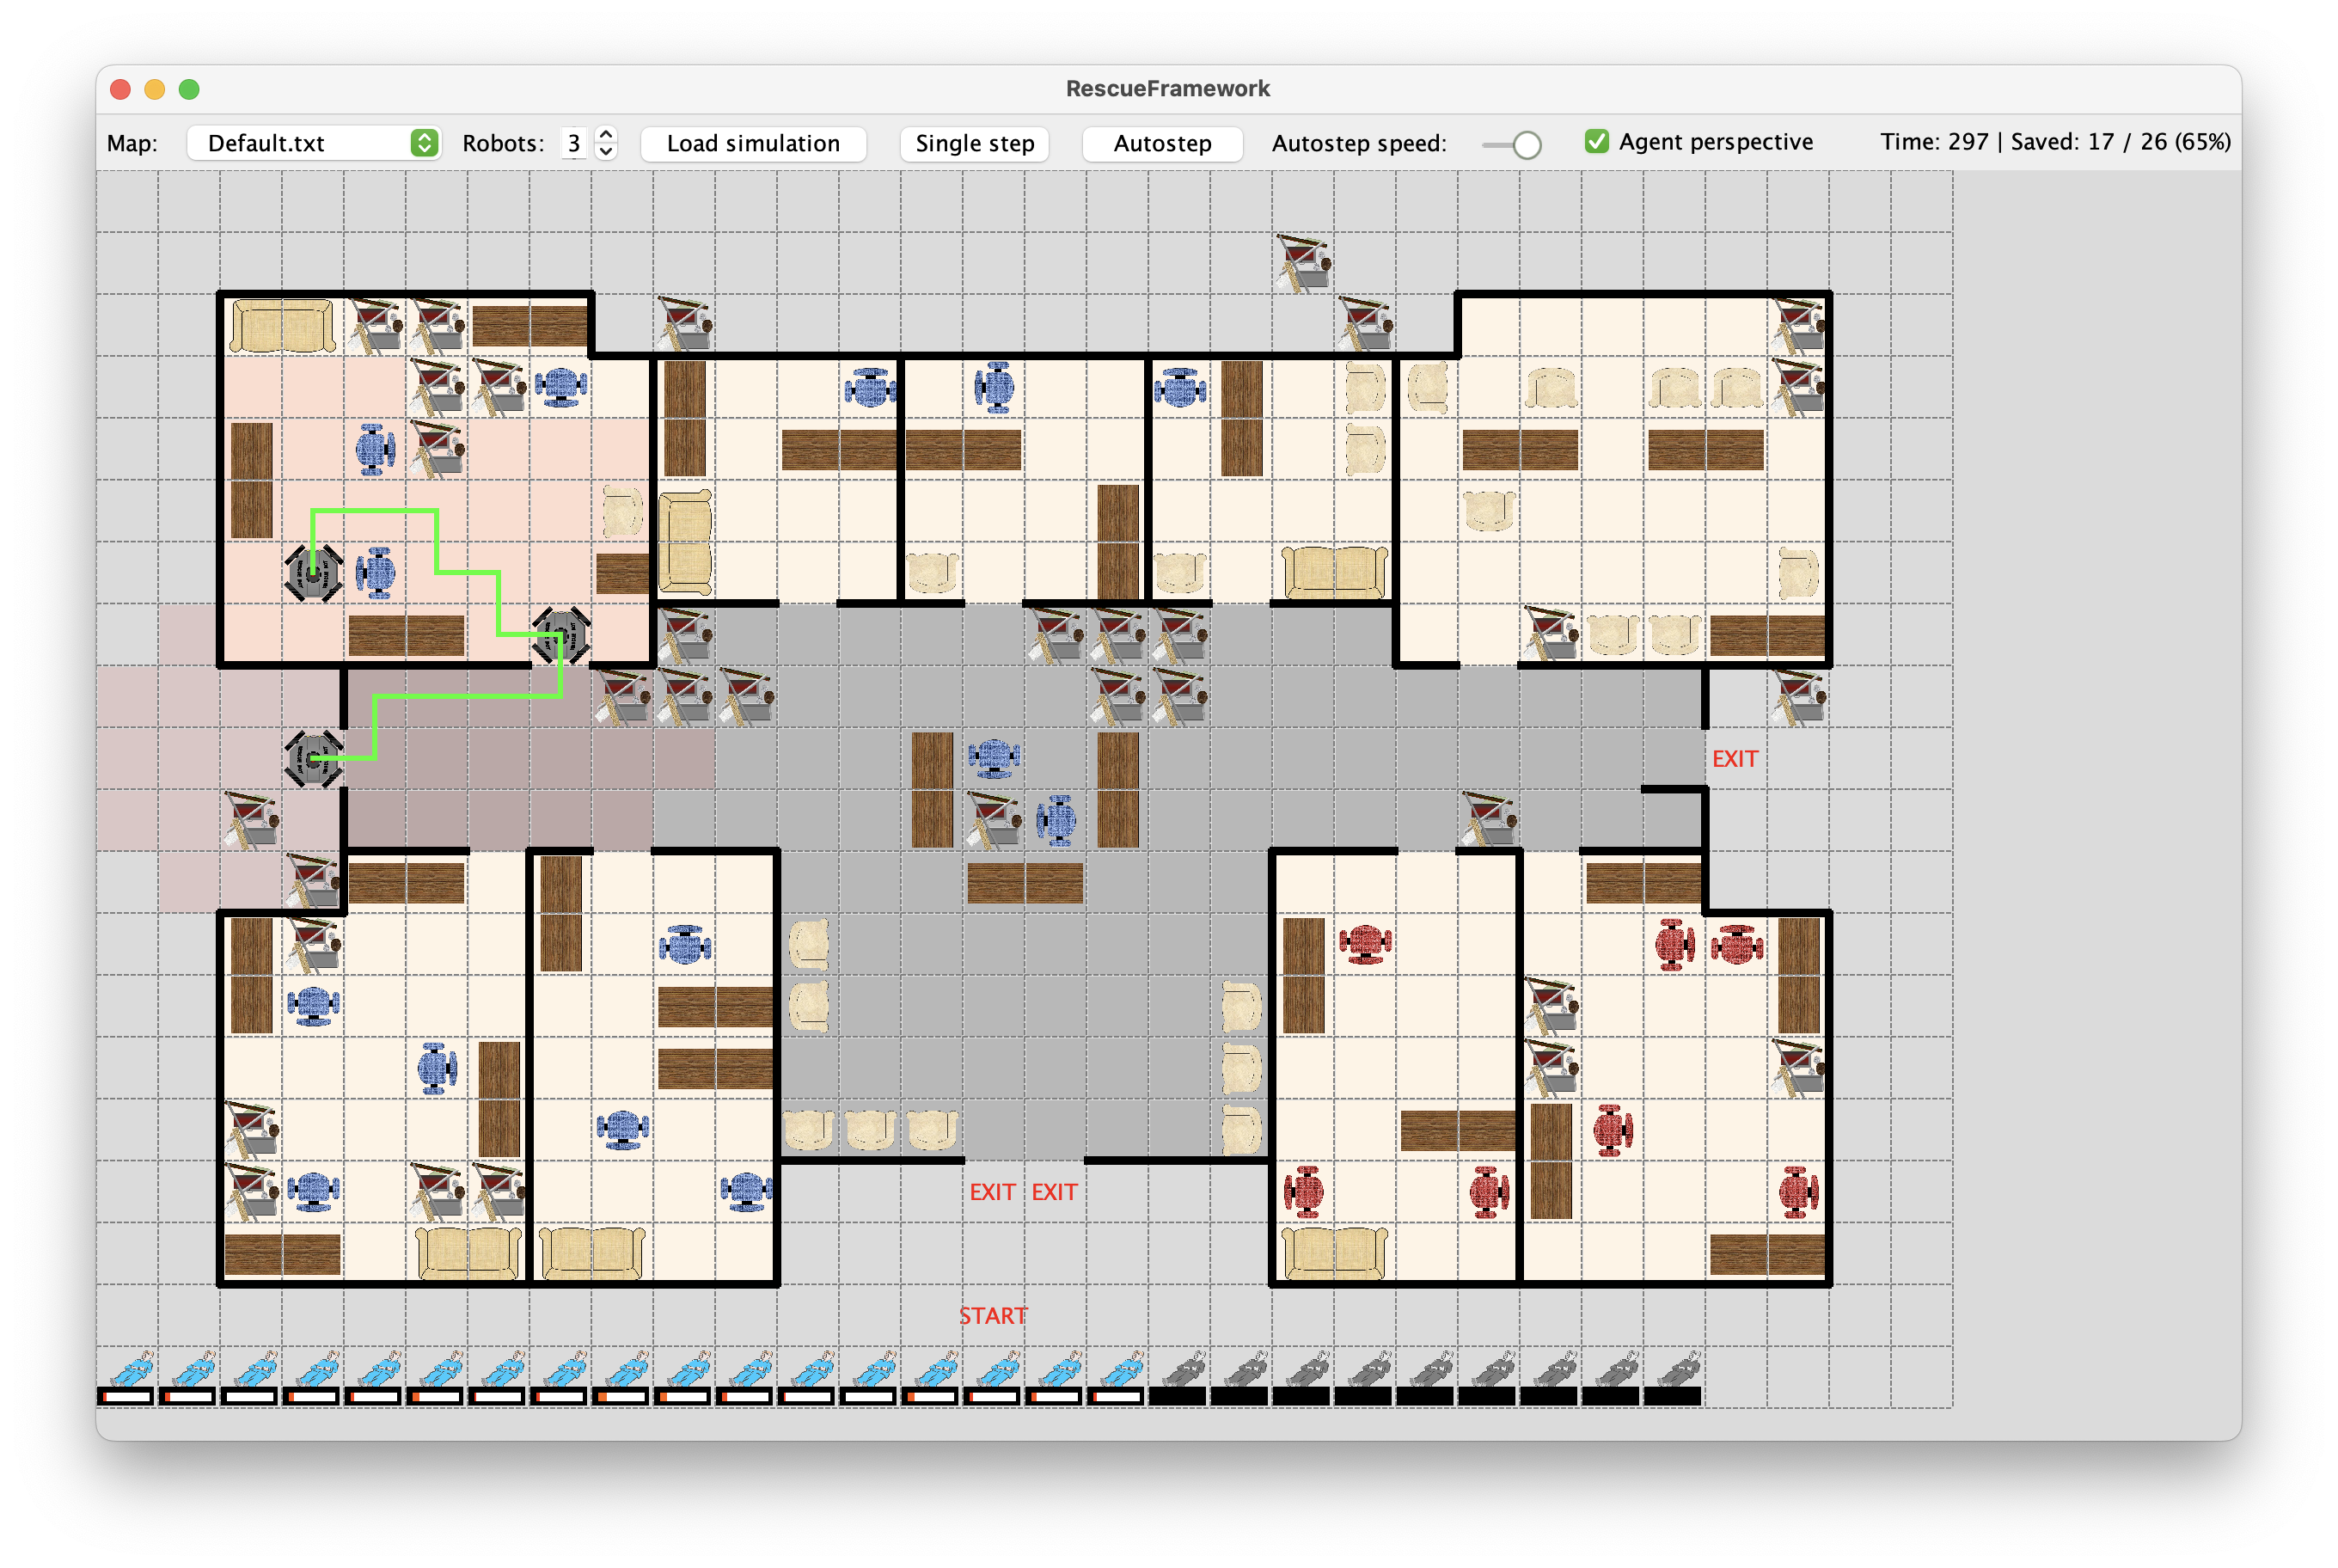 RescueFramework
Map: Default.txt Robots: 3 Load simulation Single step Autostep Autostep speed: Agent perspective Time: 297 | Saved: 17 / 26 (65%)
EXIT
EXIT EXIT
START